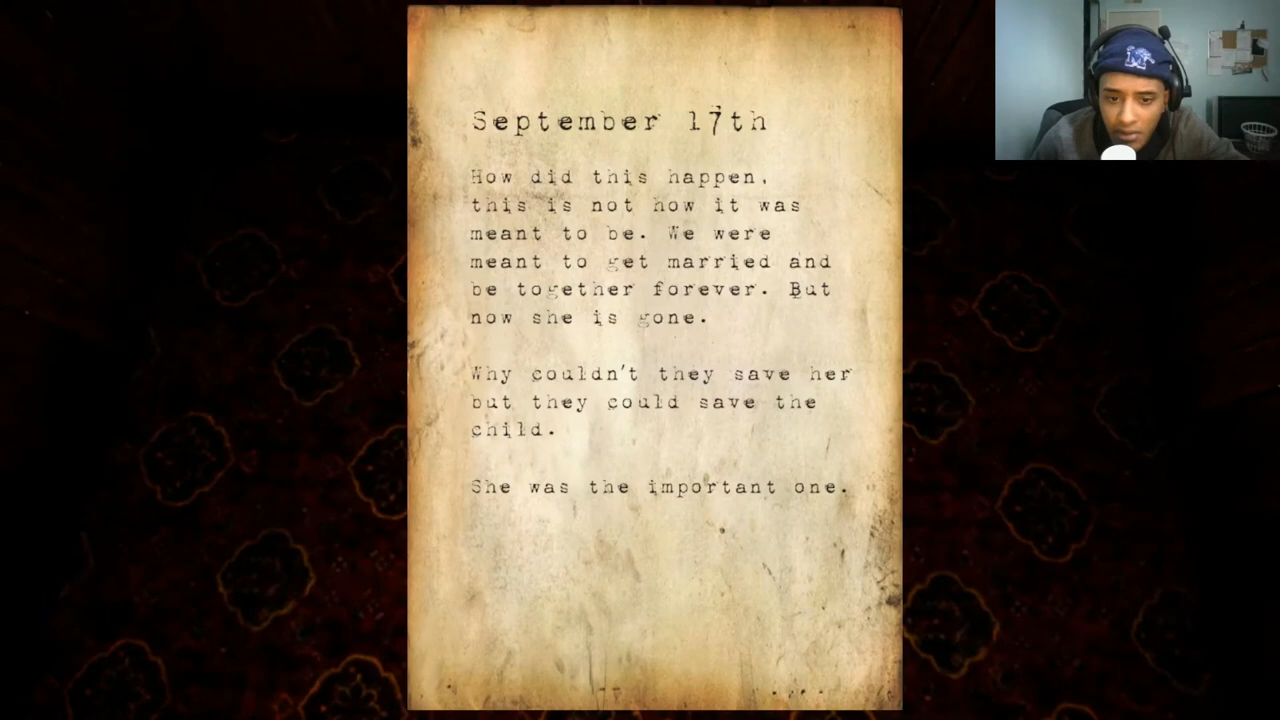 September 17th
How did this happen,
this is not how it was
meant to be. We were
meant to get married and
be together forever. But
now she is gone.
Why couldn't they save her
but they could save the
child.
She was the important one.